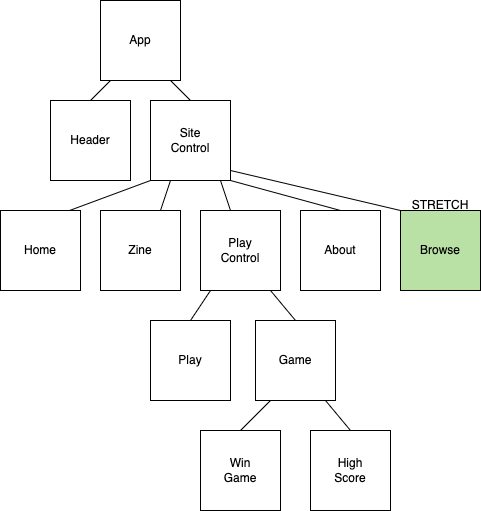 App
Header
Site
Control
STRETCH
Home
Zine
Play
Control
About
Browse
Play
Game
Win
Game
High
Score